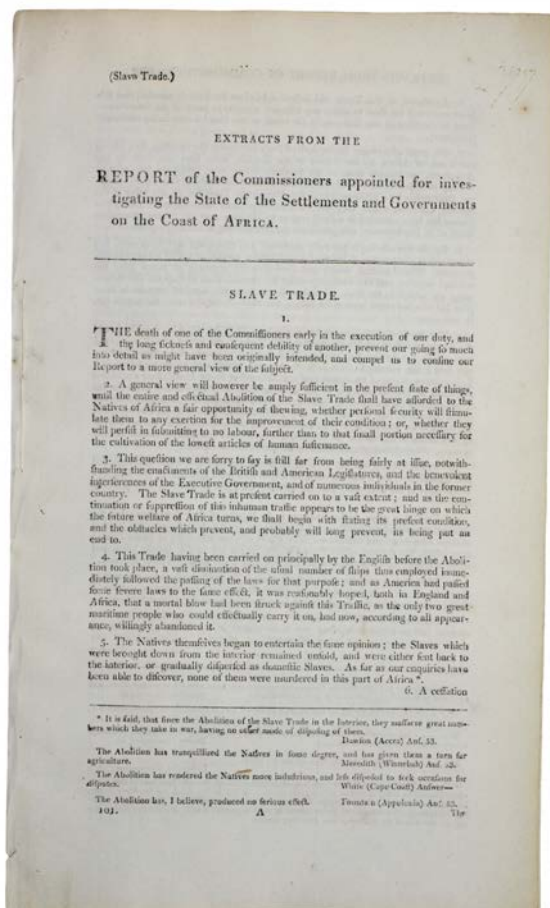 (Slave Trade.)
EXTRACTS FROM THE
REPORT of the Commissioners appointed for inves-
tigating the State of the Settlements and Governments
on the Coast of AFRICA.
SLAVE TRADE.
1.
THE death of one of the Commiſſioners early in the execution of our duty, and
the long ſickneſs and conſequent debility of another, prevent our going ſo much
into detail as might have been originally intended, and compel us to confine our
Report to a more general view of the ſubject.
2. A general view will however be amply ſufficient in the preſent ſtate of things,
until the entire and effectual Abolition of the Slave Trade ſhall have afforded to the
Natives of Africa a fair opportunity of ſhewing, whether perſonal ſecurity will ſtimu-
late them to any exertion for the improvement of their condition; or, whether they
will perſiſt in ſubmitting to no labour, further than to that ſmall portion neceſſary for
the cultivation of the loweſt articles of human ſuſtenance.
3. This queſtion we are ſorry to ſay is ſtill far from being fairly at iſſue, notwith-
ſtanding the enactments of the Britiſh and American Legiſlatures, and the benevolent
interferences of the Executive Government, and of numerous individuals in the former
country. The Slave Trade is at preſent carried on to a vaſt extent; and as the con-
tinuation or ſuppreſſion of this inhuman traffic appears to be the great hinge on which
the future welfare of Africa turns, we ſhall begin with ſtating its preſent condition,
and the obſtacles which prevent, and probably will long prevent, its being put an
end to.
4. This Trade having been carried on principally by the Engliſh before the Aboli-
tion took place, a vaſt diminution of the uſual number of ſhips thus employed imme-
diately followed the paſſing of the laws for that purpoſe; and as America had paſſed
ſome ſevere laws to the ſame effect, it was reaſonably hoped, both in England and
Africa, that a mortal blow had been ſtruck againſt this Traffic, as the only two great
maritime people who could effectually carry it on, had now, according to all appear-
ance, willingly abandoned it.
5. The Natives themſelves began to entertain the ſame opinion; the Slaves which
were brought down from the interior remained unſold, and were either ſent back to
the interior, or gradually diſperſed as domeſtic Slaves. As far as our enquiries have
been able to diſcover, none of them were murdered in this part of Africa *.
6. A ceſſation
* It is ſaid, that ſince the Abolition of the Slave Trade in the Interior, they maſſacre great num-
bers which they take in war, having no other mode of diſpoſing of them.
Dawſon (Accra) Anſ. 53.
The Abolition has tranquillized the Natives in ſome degree, and has given them a turn for
agriculture.
Meredith (Winnebah) Anſ.
The Abolition has rendered the Natives more induſtrious, and leſs diſpoſed to ſeek occaſions for
diſputes.
White (Cape Coaſt) Anſwer—
The Abolition has, I believe, produced no ſerious effect.
(Appolonia) Anſ.
101.
A
The